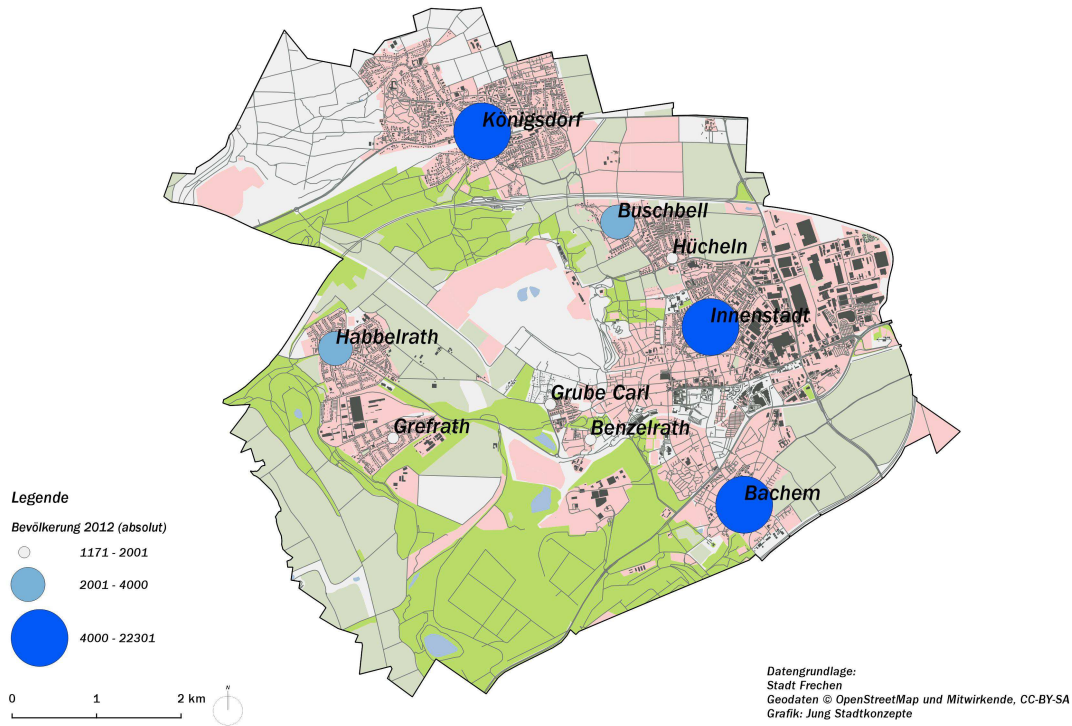 Königsdorf
Buschbell
Hücheln
Innenstadt
Habbelrath
Grube Carl
Grefrath
Benzelrath
Bachem
Legende
Bevölkerung 2012 (absolut)
1171 - 2001
2001 - 4000
4000 - 22301
0 1 2 km
N
Datengrundlage:
Stadt Frechen
Geodaten © OpenStreetMap und Mitwirkende, CC-BY-SA
Grafik: Jung Stadtkonzepte